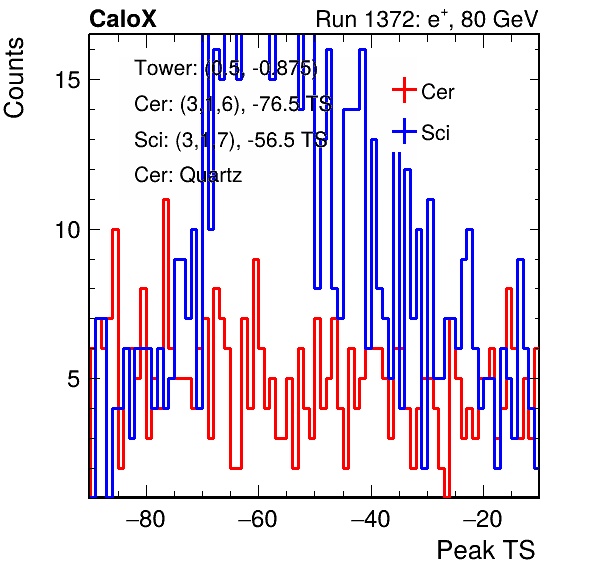 CaloX
Run 1372: e+, 80 GeV
Counts
Tower: (0.5, -0.875)
Cer: (3,1,6), -76.5 TS
Sci: (3,1,7), -56.5 TS
Cer: Quartz
Cer
Sci
15
10
5
−80
−60
−40
−20
Peak TS